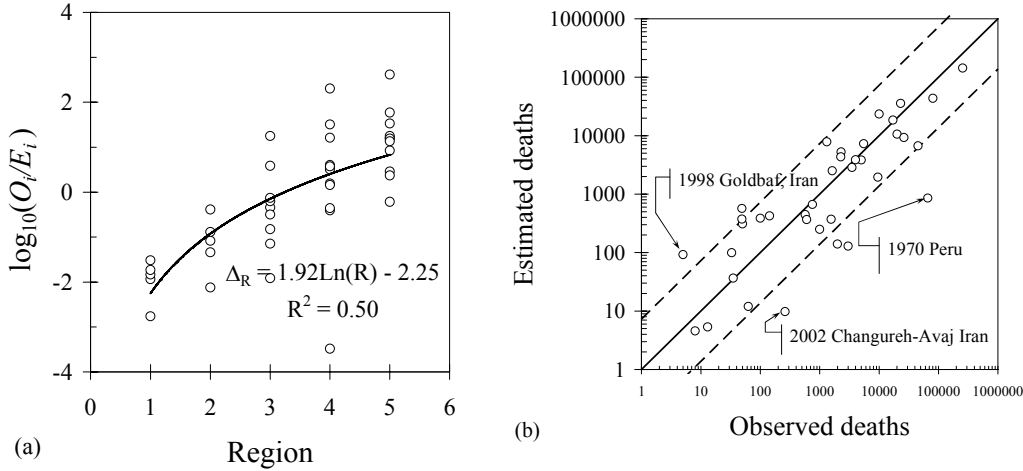 4
2
0
-2
-4
log10(Oi/Ei)
ΔR = 1.92Ln(R) - 2.25
R2 = 0.50
0 1 2 3 4 5 6
Region
(a)
1000000
100000
10000
1000
100
10
1
Estimated deaths
1998 Goldbaf, Iran
1970 Peru
2002 Changureh-Avaj Iran
1 10 100 1000 10000 100000 1000000
Observed deaths
(b)